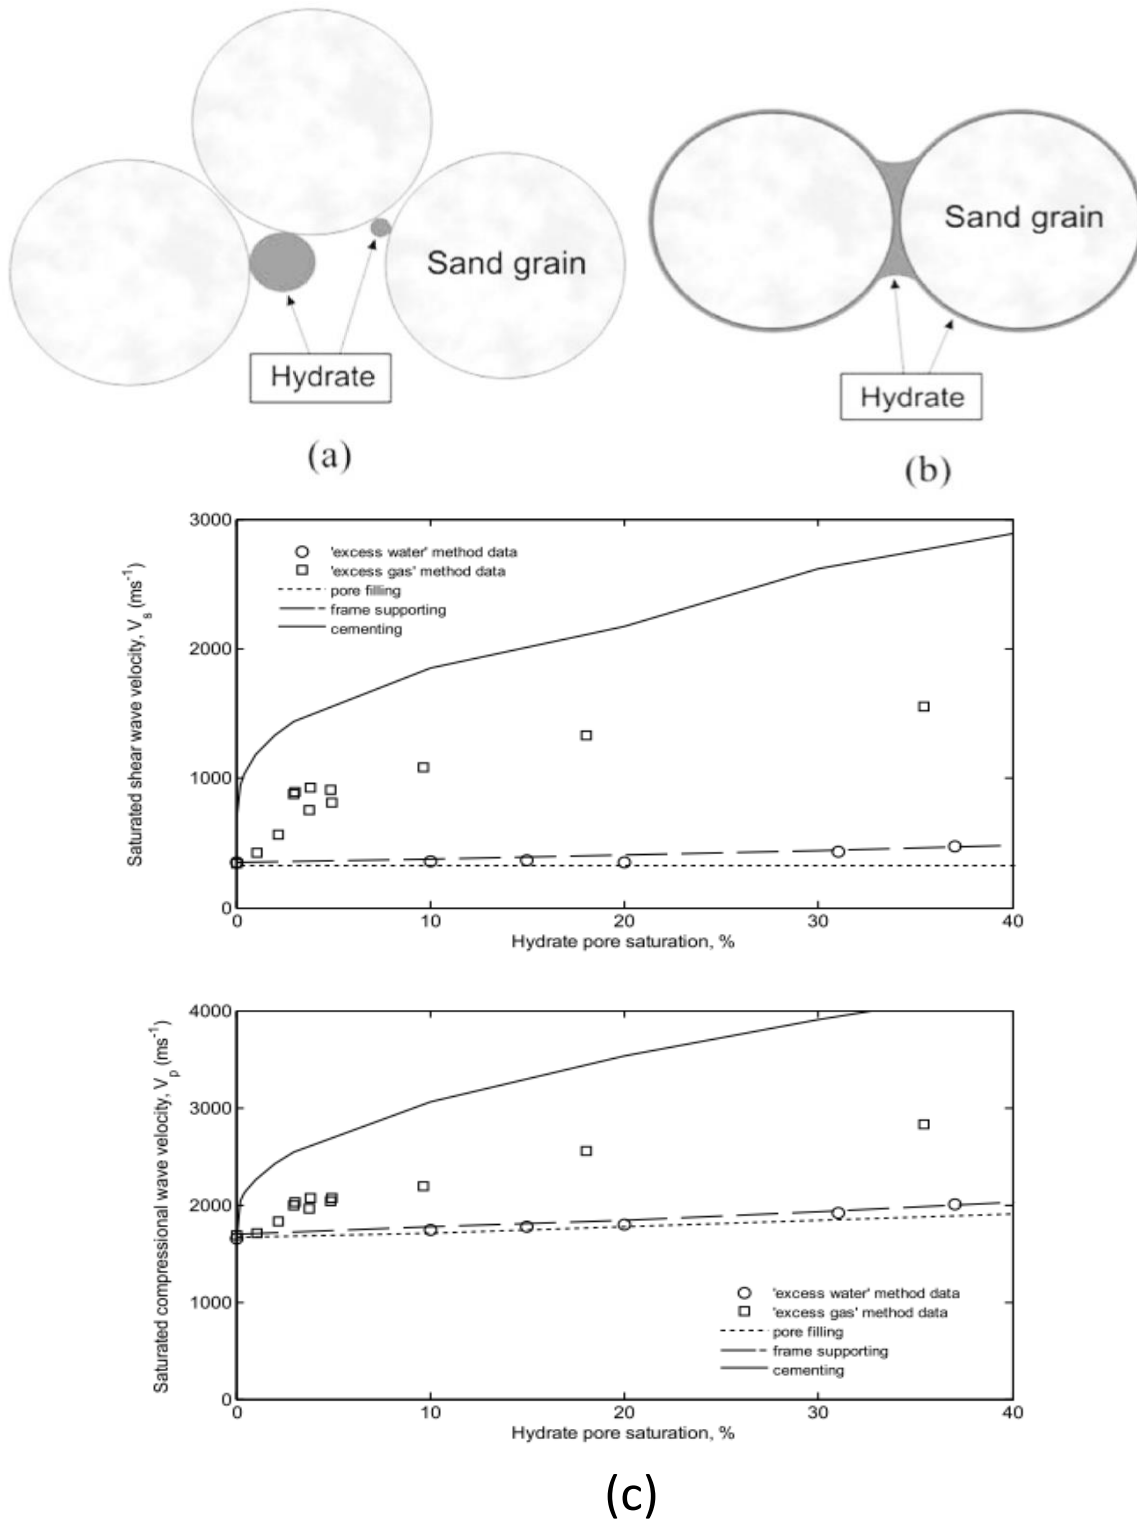 Sand grain
Hydrate
(a)
Sand grain
Hydrate
(b)
3000
2000
1000
0
Saturated shear wave velocity, V_s (ms⁻¹)
'excess water' method data
'excess gas' method data
pore filling
frame supporting
cementing
0 10 20 30 40
Hydrate pore saturation, %
4000
3000
2000
1000
0
Saturated compressional wave velocity, V_p (ms⁻¹)
'excess water' method data
'excess gas' method data
pore filling
frame supporting
cementing
0 10 20 30 40
Hydrate pore saturation, %
(c)